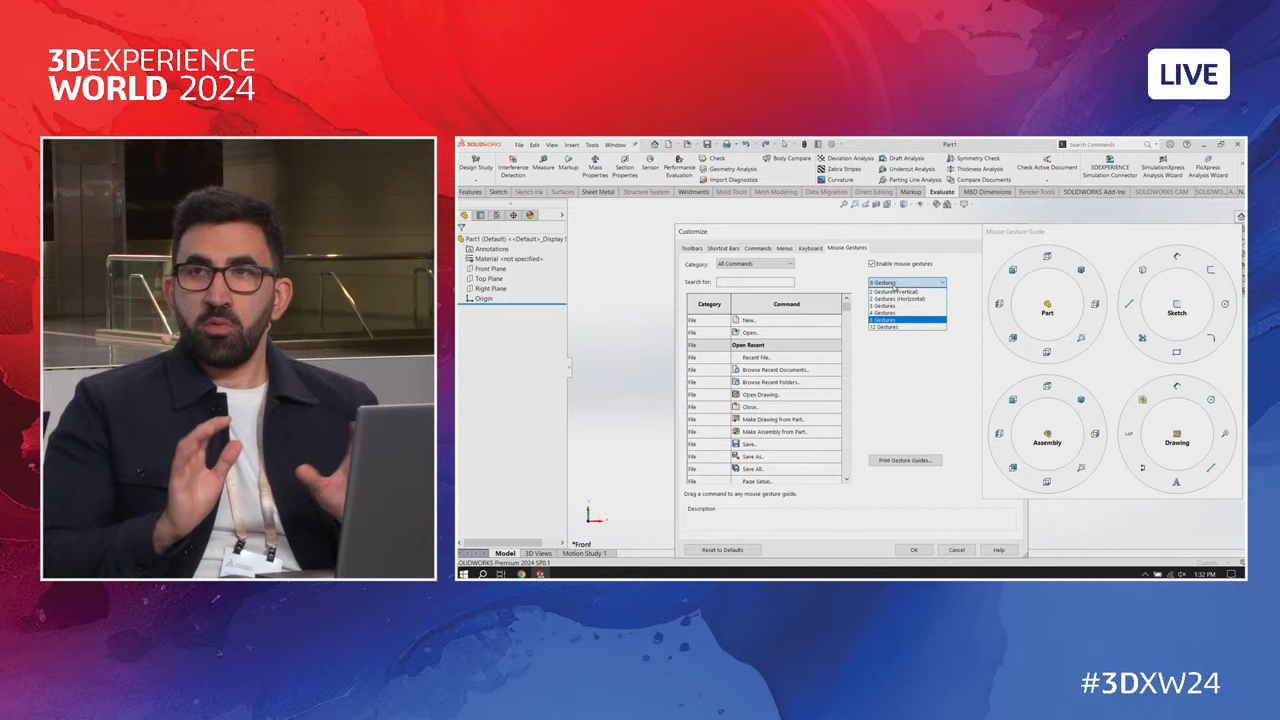 3DEXPERIENCE
WORLD 2024
LIVE
SOLIDWORKS
File Edit View Insert Tools Window
Part1
Search Commands
Design Study
Interference Detection
Measure
Markup
Mass Properties
Section Properties
Sensor
Performance Evaluation
Check
Geometry Analysis
Import Diagnostics
Body Compare
Deviation Analysis
Zebra Stripes
Curvature
Draft Analysis
Undercut Analysis
Parting Line Analysis
Symmetry Check
Thickness Analysis
Compare Documents
Check Active Document
3DEXPERIENCE Simulation Connector
SimulationXpress Analysis Wizard
FloXpress Analysis Wizard
Features Sketch Sketch Ink Surfaces Sheet Metal Structure System Weldments Mold Tools Mesh Modeling Data Migration Direct Editing Markup Evaluate MBD Dimensions Render Tools SOLIDWORKS Add-Ins SOLIDWORKS CAM SOLIDWO...
Part1 (Default) <<Default>_Display S
Annotations
Material <not specified>
Front Plane
Top Plane
Right Plane
Origin
Customize
Toolbars Shortcut Bars Commands Menus Keyboard Mouse Gestures
Category: All Commands
Enable mouse gestures
Search for:
8 Gestures
2 Gestures (Vertical)
2 Gestures (Horizontal)
3 Gestures
4 Gestures
8 Gestures
12 Gestures
Category Command
File New..
File Open..
File Open Recent
File Recent File..
File Browse Recent Documents..
File Browse Recent Folders..
File Open Drawing..
File Close..
File Make Drawing from Part..
File Make Assembly from Part..
File Save..
File Save As..
File Save All..
File Page Setup..
Print Gesture Guides...
Drag a command to any mouse gesture guide.
Description
Reset to Defaults
OK Cancel Help
Mouse Gesture Guide
Part
Sketch
Assembly
Drawing
*Front
Model 3D Views Motion Study 1
SOLIDWORKS Premium 2024 SP0.1
Custom
1:32 PM
#3DXW24